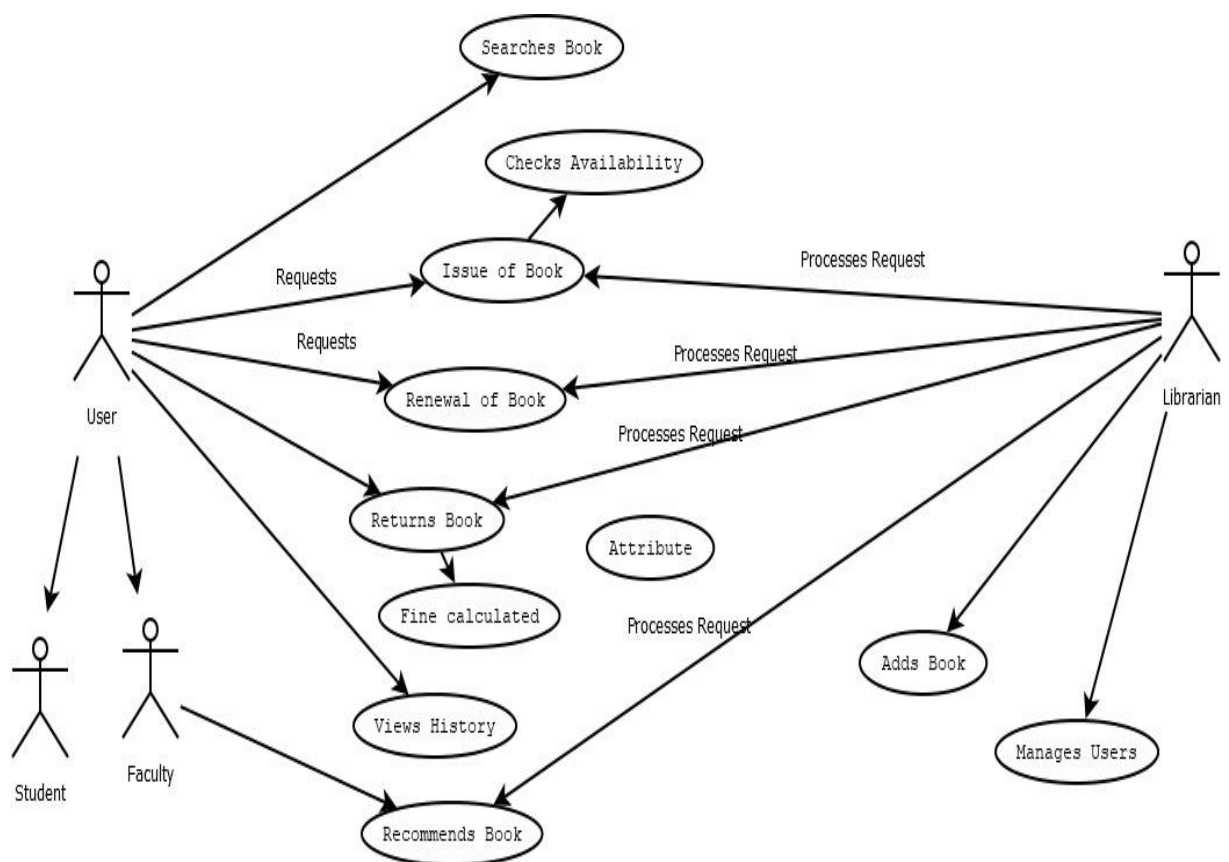 Searches Book
Checks Availability
Issue of Book
Processes Request
Requests
Requests
Processes Request
Renewal of Book
Librarian
User
Processes Request
Returns Book
Attribute
Fine calculated
Processes Request
Adds Book
Views History
Manages Users
Faculty
Student
Recommends Book